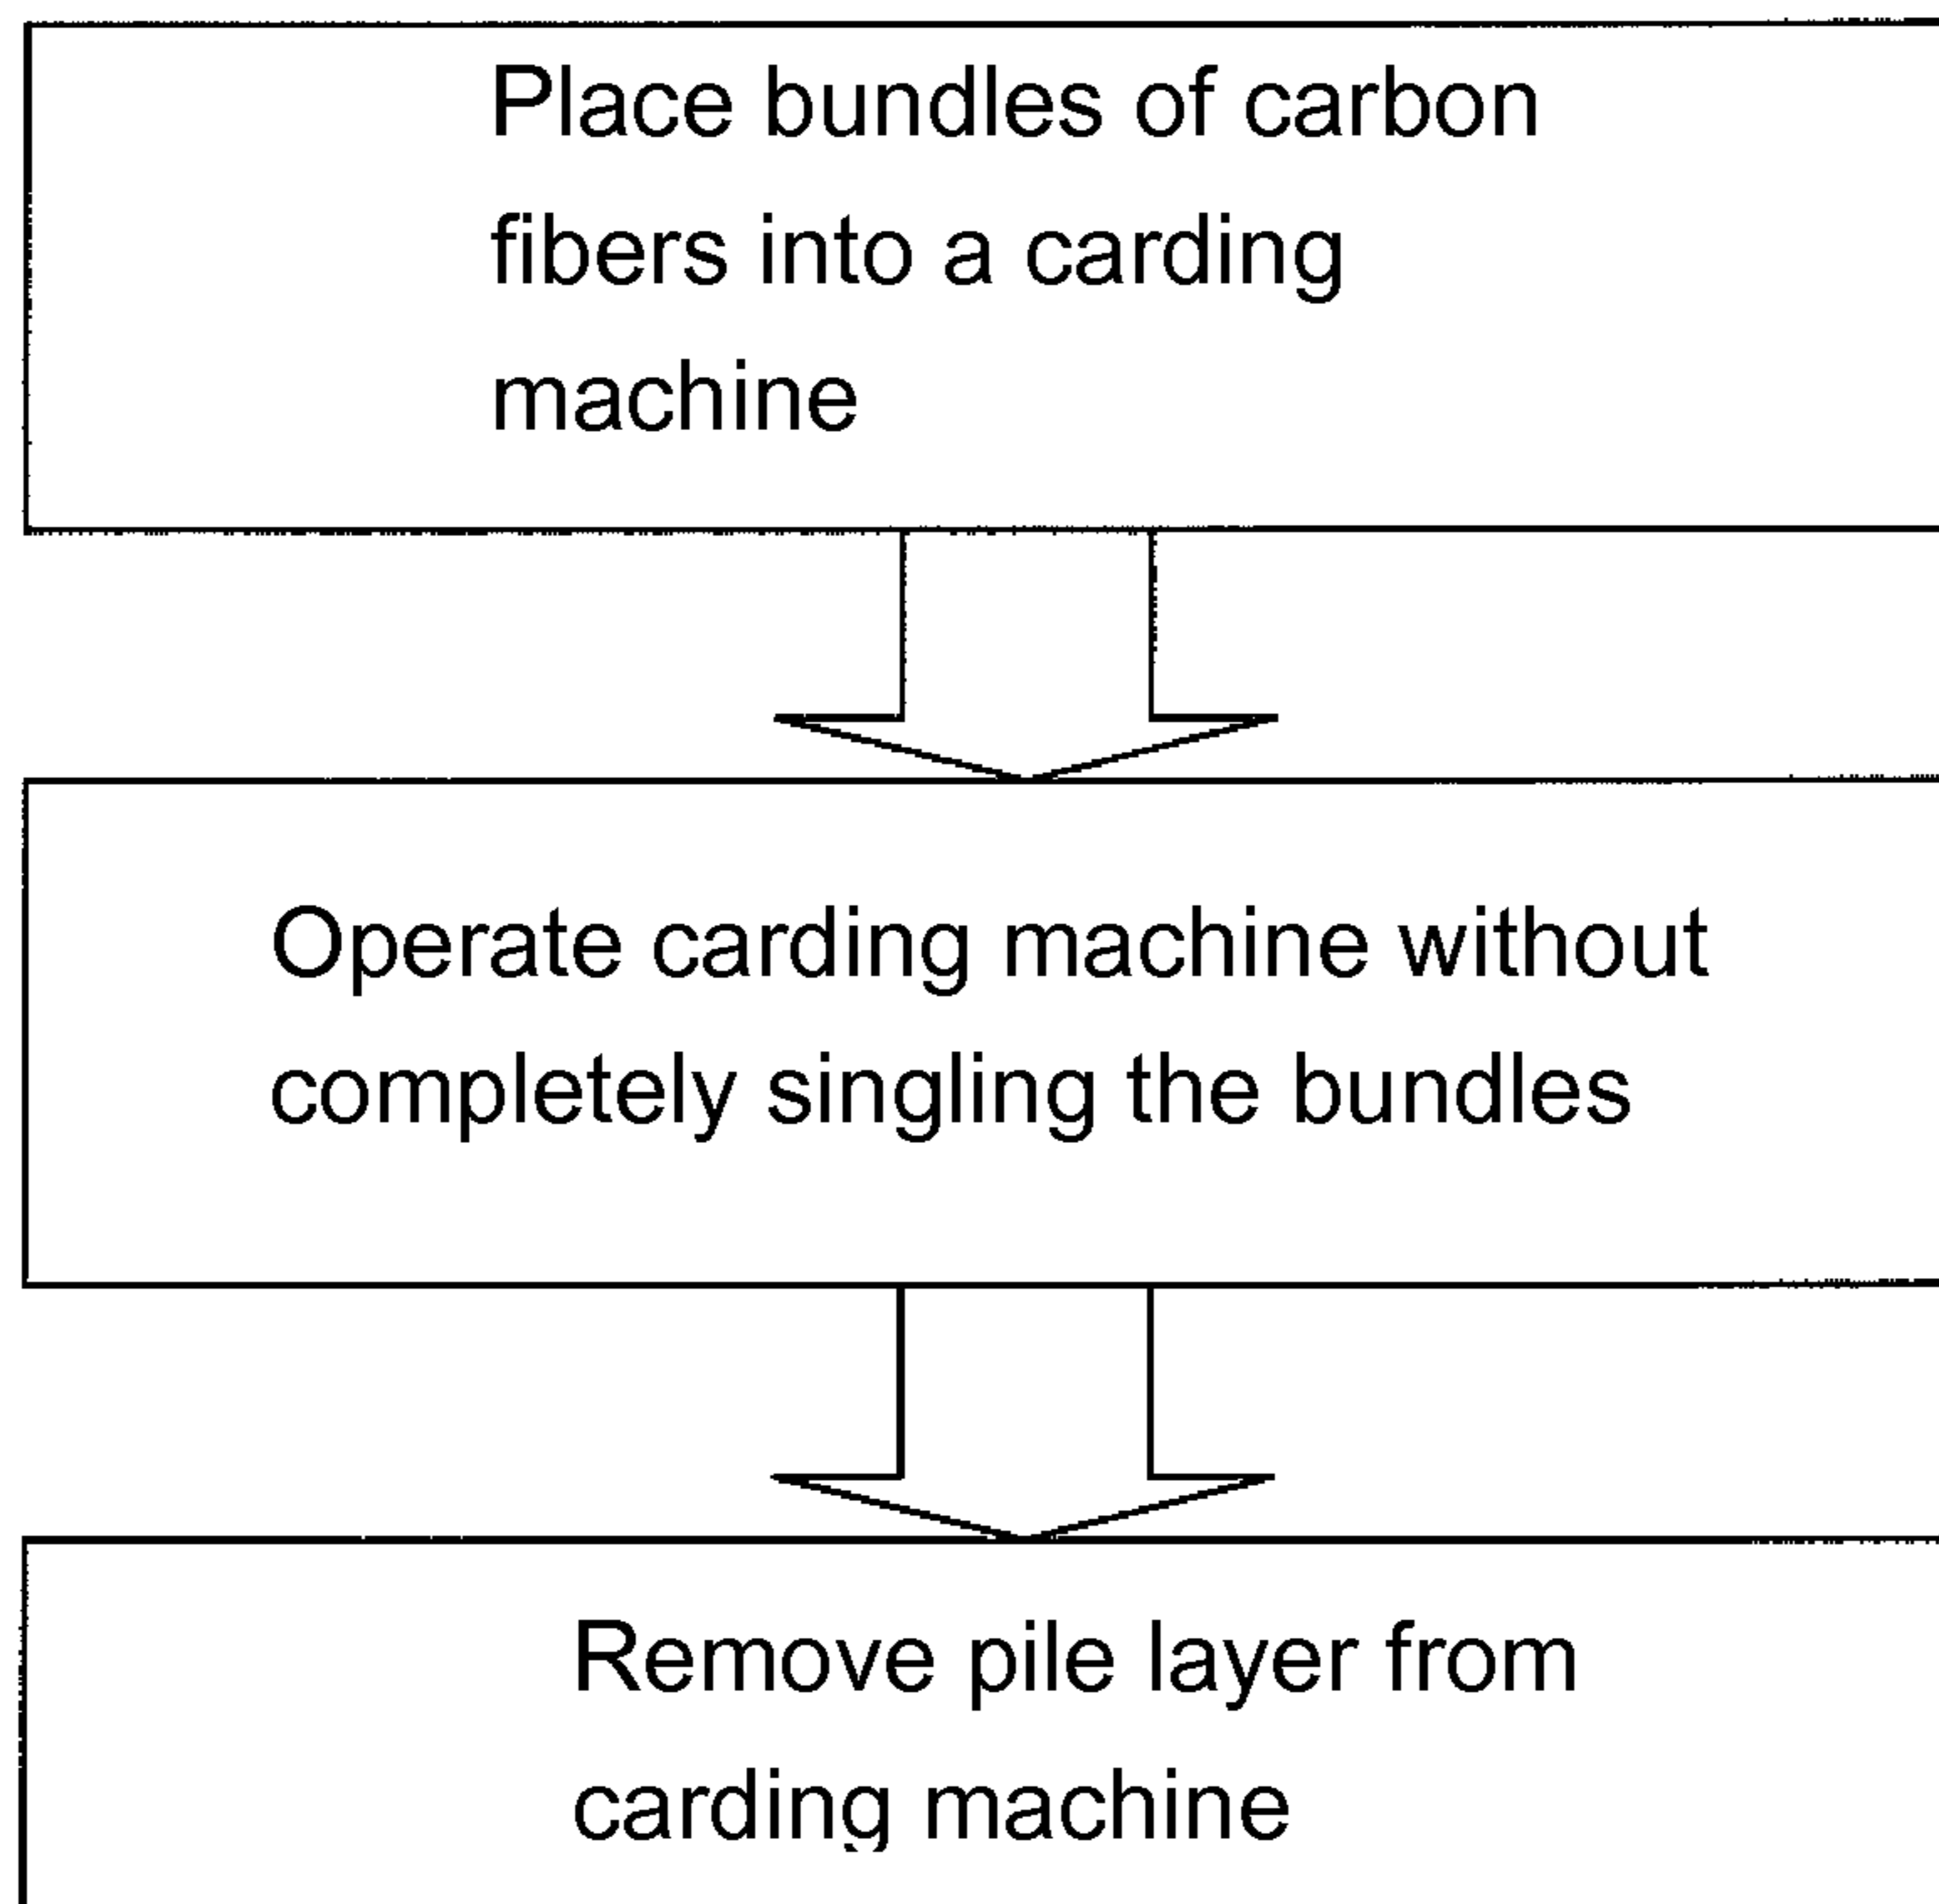 Place bundles of carbon
fibers into a carding
machine
Operate carding machine without
completely singling the bundles
Remove pile layer from
carding machine